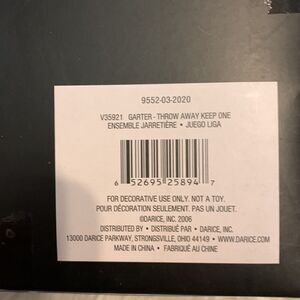 9552-03-2020
V35921 GARTER - THROW AWAY KEEP ONE
ENSEMBLE JARRETIÈRE • JUEGO LIGA
6 52695 25894 7
FOR DECORATIVE USE ONLY. NOT A TOY.
POUR DÉCORATION SEULEMENT. PAS UN JOUET.
©DARICE, INC. 2006
DISTRIBUTED BY • DISTRIBUÉ PAR • DARICE, INC.
13000 DARICE PARKWAY, STRONGSVILLE, OHIO 44149 • WWW.DARICE.COM
MADE IN CHINA • FABRIQUÉ AU CHINE